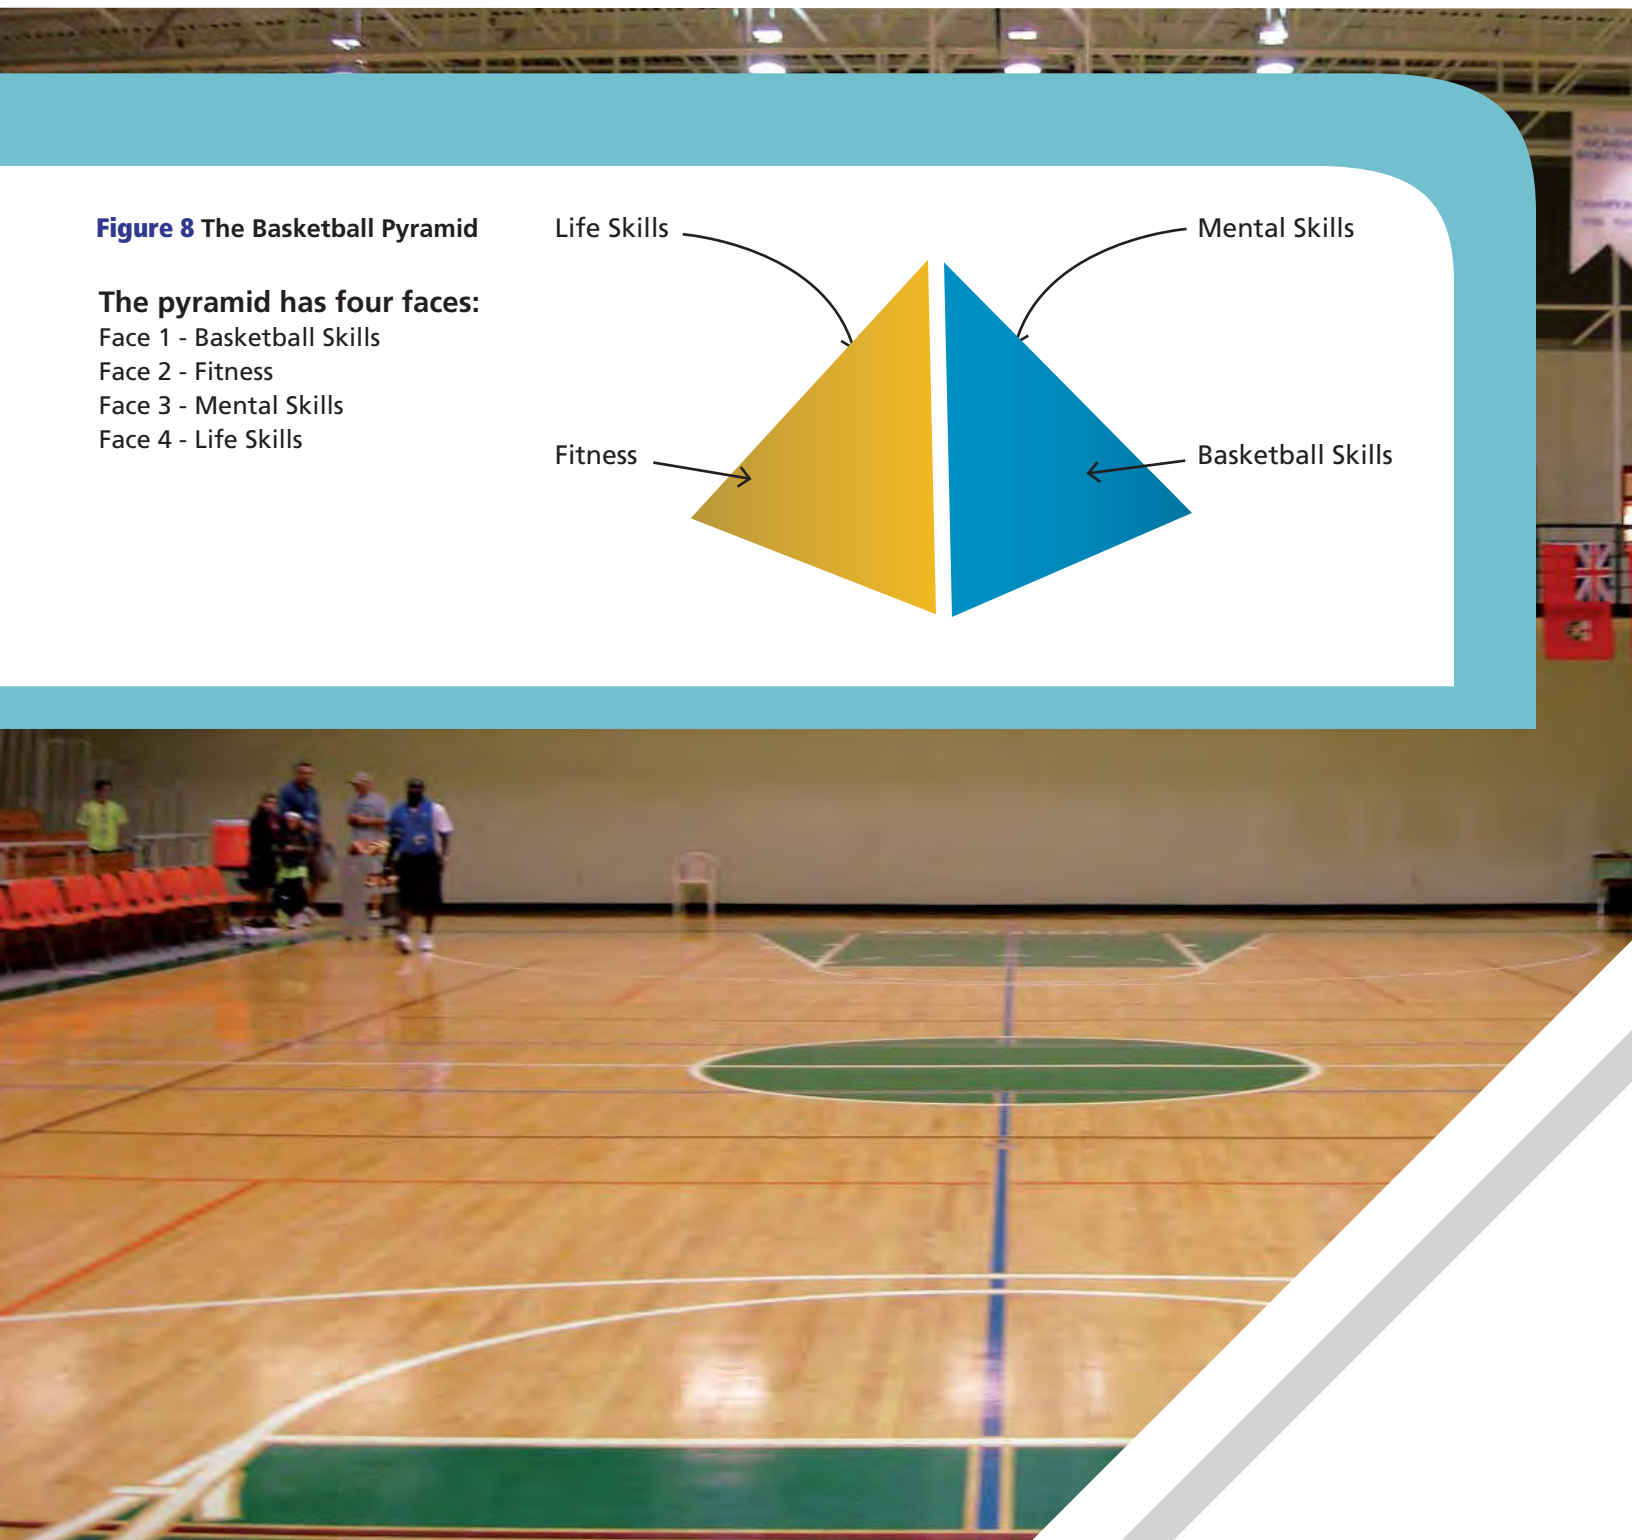 Figure 8 The Basketball Pyramid
The pyramid has four faces:
Face 1 - Basketball Skills
Face 2 - Fitness
Face 3 - Mental Skills
Face 4 - Life Skills
Life Skills
Mental Skills
Fitness
Basketball Skills